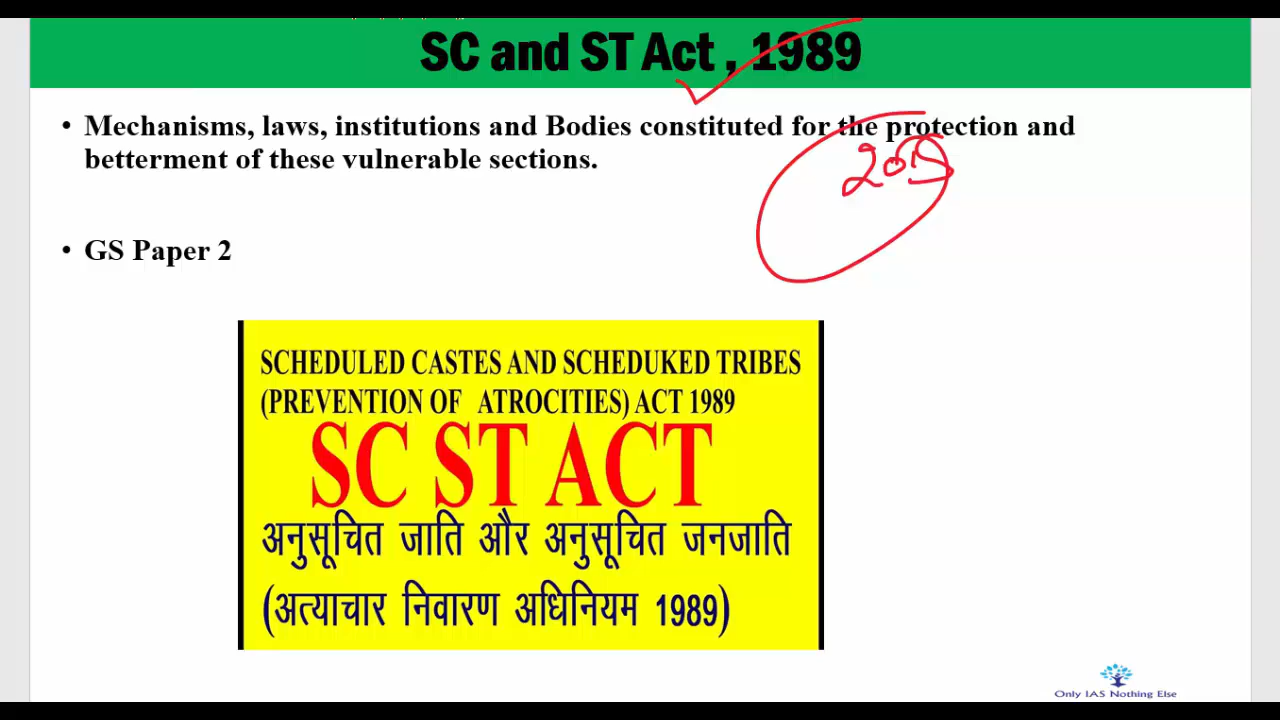 SC and ST Act , 1989
• Mechanisms, laws, institutions and Bodies constituted for the protection and
betterment of these vulnerable sections.
• GS Paper 2
SCHEDULED CASTES AND SCHEDUKED TRIBES
(PREVENTION OF ATROCITIES) ACT 1989
SC ST ACT
अनुसूचित जाति और अनुसूचित जनजाति
(अत्याचार निवारण अधिनियम 1989)
Only IAS Nothing Else